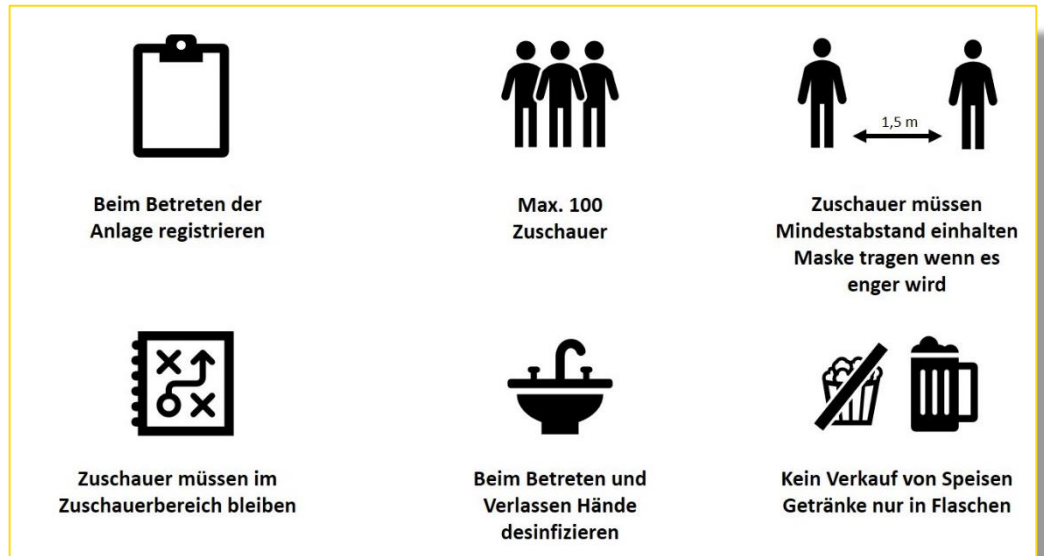 Beim Betreten der
Anlage registrieren
Max. 100
Zuschauer
1,5 m
Zuschauer müssen
Mindestabstand einhalten
Maske tragen wenn es
enger wird
Zuschauer müssen im
Zuschauerbereich bleiben
Beim Betreten und
Verlassen Hände
desinfizieren
Kein Verkauf von Speisen
Getränke nur in Flaschen